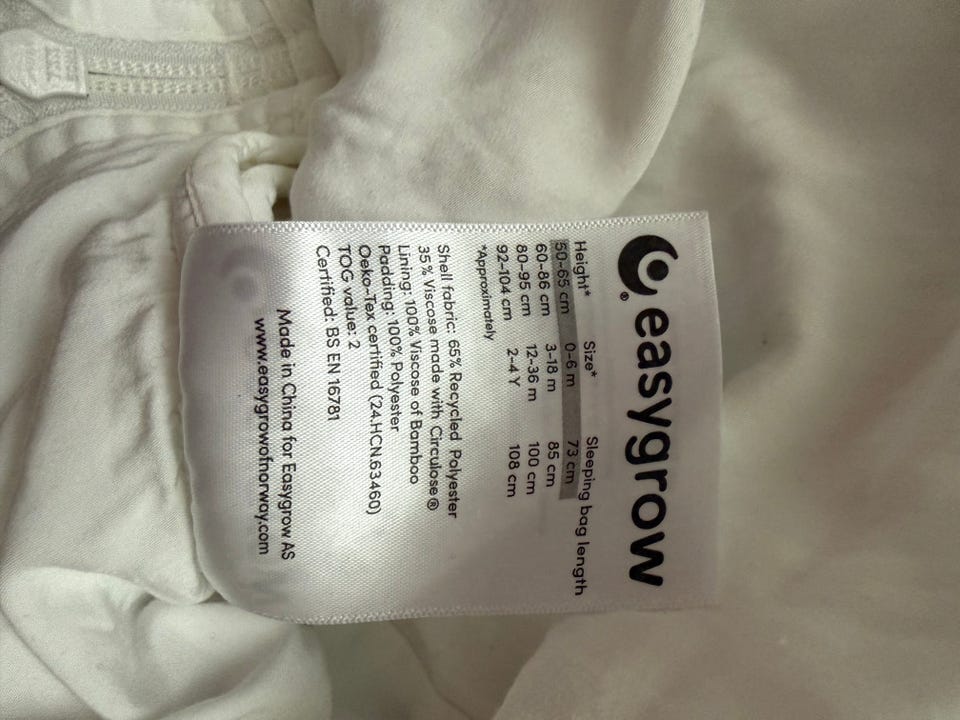 easygrow®
Height* Size* Sleeping bag length
50-65 cm 0-6 m 73 cm
60-86 cm 3-18 m 85 cm
80-95 cm 12-36 m 100 cm
92-104 cm 2-4 Y 108 cm
*Approximately
Shell fabric: 65% Recycled Polyester
35% Viscose made with Circulose®
Lining: 100% Viscose of Bamboo
Padding: 100% Polyester
Oeko-Tex certified (24.HCN.63460)
TOG value: 2
Certified: BS EN 16781
Made in China for Easygrow AS
www.easygrowofnorway.com